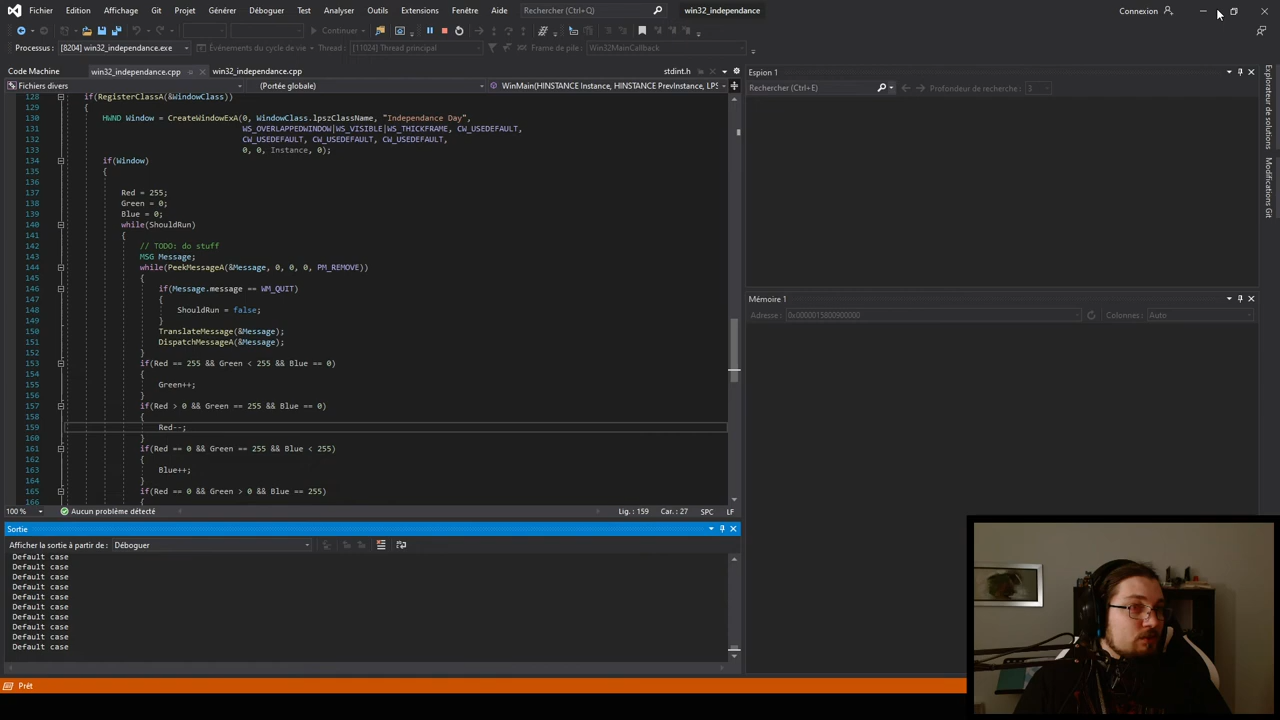 Fichier Edition Affichage Git Projet Générer Déboguer Test Analyser Outils Extensions Fenêtre Aide Rechercher (Ctrl+Q) win32_independance Connexion
Continuer
Processus : [8204] win32_independance.exe Événements de cycle de vie Thread : [11024] Thread principal Frame de pile : Win32MainCallback
Code Machine win32_independance.cpp win32_independance.cpp stdint.h
Fichiers divers (Portée globale) WinMain(HINSTANCE Instance, HINSTANCE PrevInstance, LPS
128 if(RegisterClassA(&WindowClass))
129 {
130 HWND Window = CreateWindowExA(0, WindowClass.lpszClassName, "Independance Day",
131 WS_OVERLAPPEDWINDOW|WS_VISIBLE|WS_THICKFRAME, CW_USEDEFAULT,
132 CW_USEDEFAULT, CW_USEDEFAULT, CW_USEDEFAULT,
133 0, 0, Instance, 0);
134 if(Window)
135 {
136
137 Red = 255;
138 Green = 0;
139 Blue = 0;
140 while(ShouldRun)
141 {
142 // TODO: do stuff
143 MSG Message;
144 while(PeekMessageA(&Message, 0, 0, 0, PM_REMOVE))
145 {
146 if(Message.message == WM_QUIT)
147 {
148 ShouldRun = false;
149 }
150 TranslateMessage(&Message);
151 DispatchMessageA(&Message);
152 }
153 if(Red == 255 && Green < 255 && Blue == 0)
154 {
155 Green++;
156 }
157 if(Red > 0 && Green == 255 && Blue == 0)
158 {
159 Red--;
160 }
161 if(Red == 0 && Green == 255 && Blue < 255)
162 {
163 Blue++;
164 }
165 if(Red == 0 && Green > 0 && Blue == 255)
166 {
100 % Aucun problème détecté Lig. : 159 Car. : 27 SPC LF
Sortie
Afficher la sortie à partir de : Déboguer
Default case
Default case
Default case
Default case
Default case
Default case
Default case
Default case
Default case
Default case
Prêt
Espion 1
Rechercher (Ctrl+E) Profondeur de recherche : 3
Mémoire 1
Adresse : 0x0000015800900000 Colonnes : Auto
Explorateur de solutions
Modifications Git